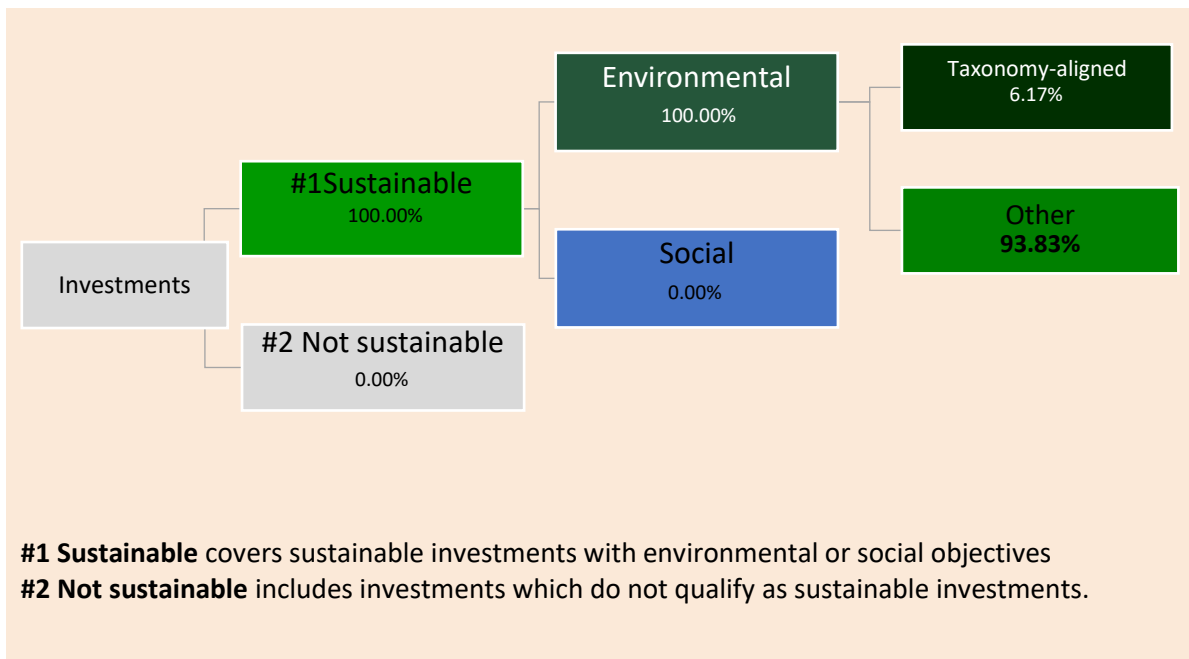 Investments
#1Sustainable
100.00%
#2 Not sustainable
0.00%
Environmental
100.00%
Social
0.00%
Taxonomy-aligned
6.17%
Other
93.83%
#1 Sustainable covers sustainable investments with environmental or social objectives
#2 Not sustainable includes investments which do not qualify as sustainable investments.